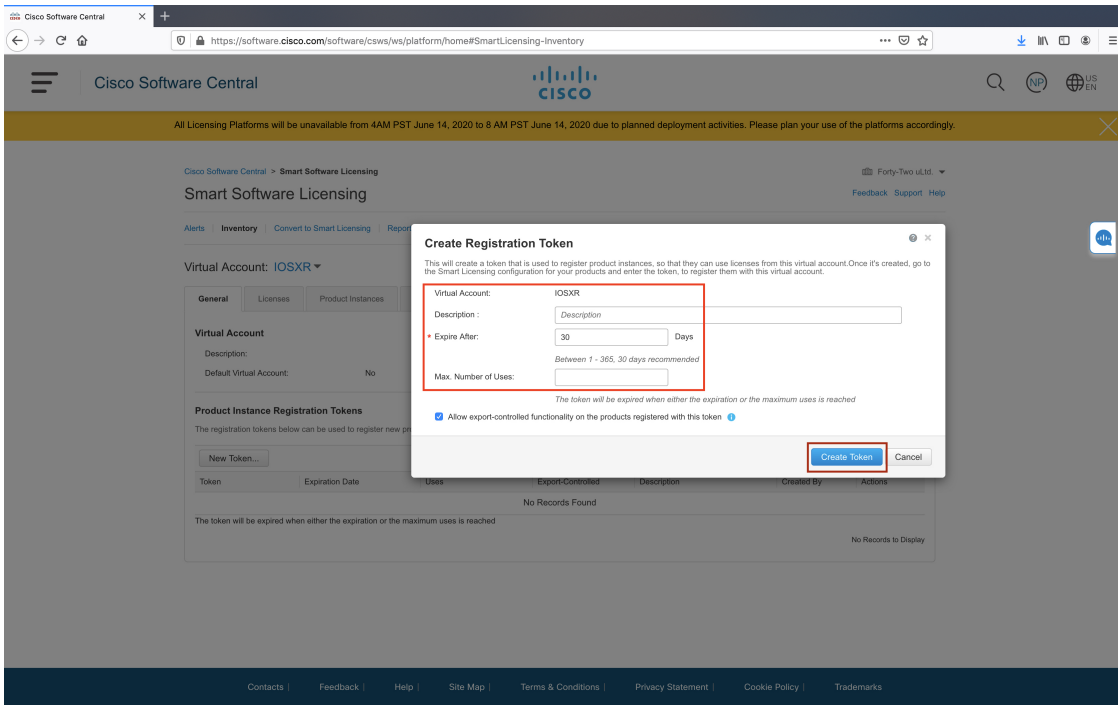 Cisco Software Central
https://software.cisco.com/software/csws/ws/platform/home#SmartLicensing-Inventory
Cisco Software Central
CISCO
NP
US
EN
All Licensing Platforms will be unavailable from 4AM PST June 14, 2020 to 8 AM PST June 14, 2020 due to planned deployment activities. Please plan your use of the platforms accordingly.
Cisco Software Central > Smart Software Licensing
Forty-Two uLtd.
Smart Software Licensing
Feedback Support Help
Alerts | Inventory | Convert to Smart Licensing | Report
Virtual Account: IOSXR
General Licenses Product Instances
Virtual Account
Description:
Default Virtual Account: No
Product Instance Registration Tokens
The registration tokens below can be used to register new pr
New Token...
Token Expiration Date Uses Export-Controlled Description Created By Actions
No Records Found
The token will be expired when either the expiration or the maximum uses is reached
No Records to Display
Create Registration Token
This will create a token that is used to register product instances, so that they can use licenses from this virtual account.Once it's created, go to
the Smart Licensing configuration for your products and enter the token, to register them with this virtual account.
Virtual Account: IOSXR
Description : Description
* Expire After: 30 Days
Between 1 - 365, 30 days recommended
Max. Number of Uses:
The token will be expired when either the expiration or the maximum uses is reached
Allow export-controlled functionality on the products registered with this token
Create Token Cancel
Contacts | Feedback | Help | Site Map | Terms & Conditions | Privacy Statement | Cookie Policy | Trademarks